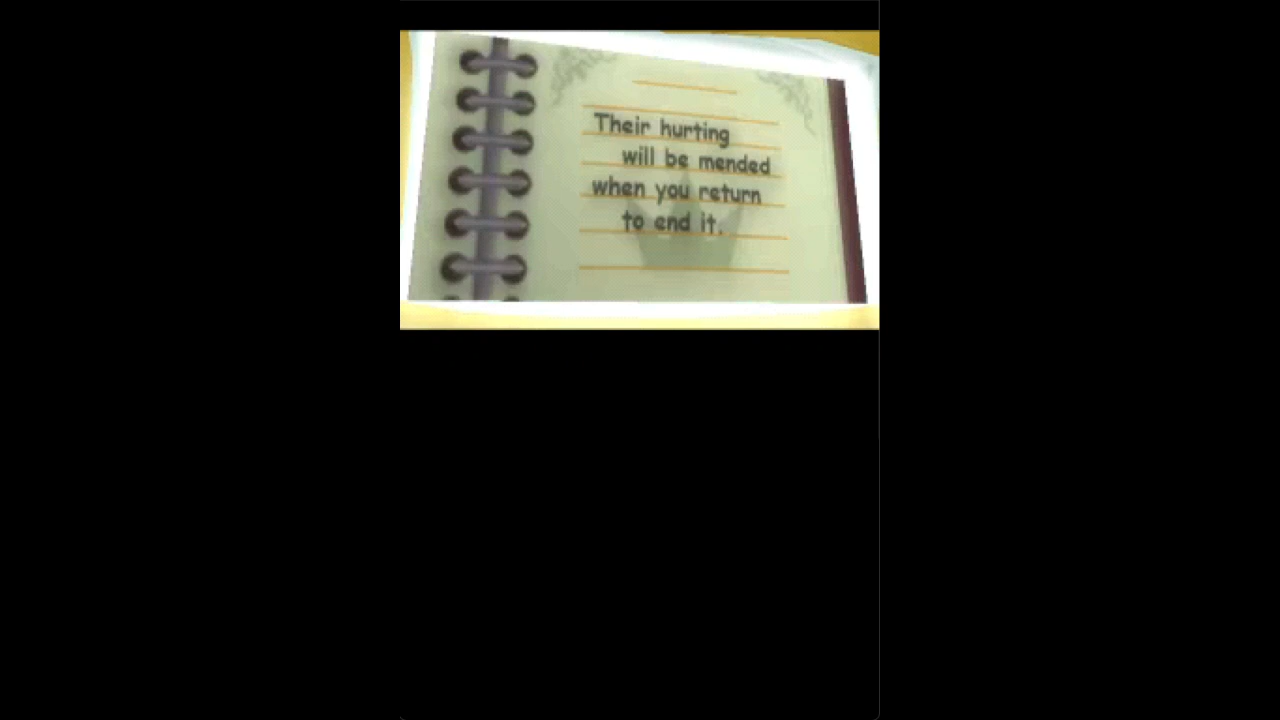 Their hurting
will be mended
when you return
to end it.